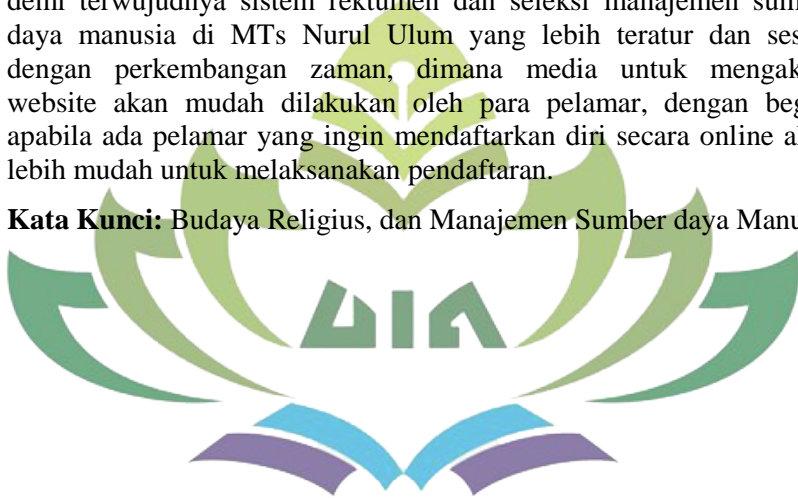 demi terwujudnya sistem rektumen dan seleksi manajemen sum
daya manusia di MTs Nurul Ulum yang lebih teratur dan ses
dengan perkembangan zaman, dimana media untuk mengak
website akan mudah dilakukan oleh para pelamar, dengan beg
apabila ada pelamar yang ingin mendaftarkan diri secara online a
lebih mudah untuk melaksanakan pendaftaran.
Kata Kunci: Budaya Religius, dan Manajemen Sumber daya Manu
UIN